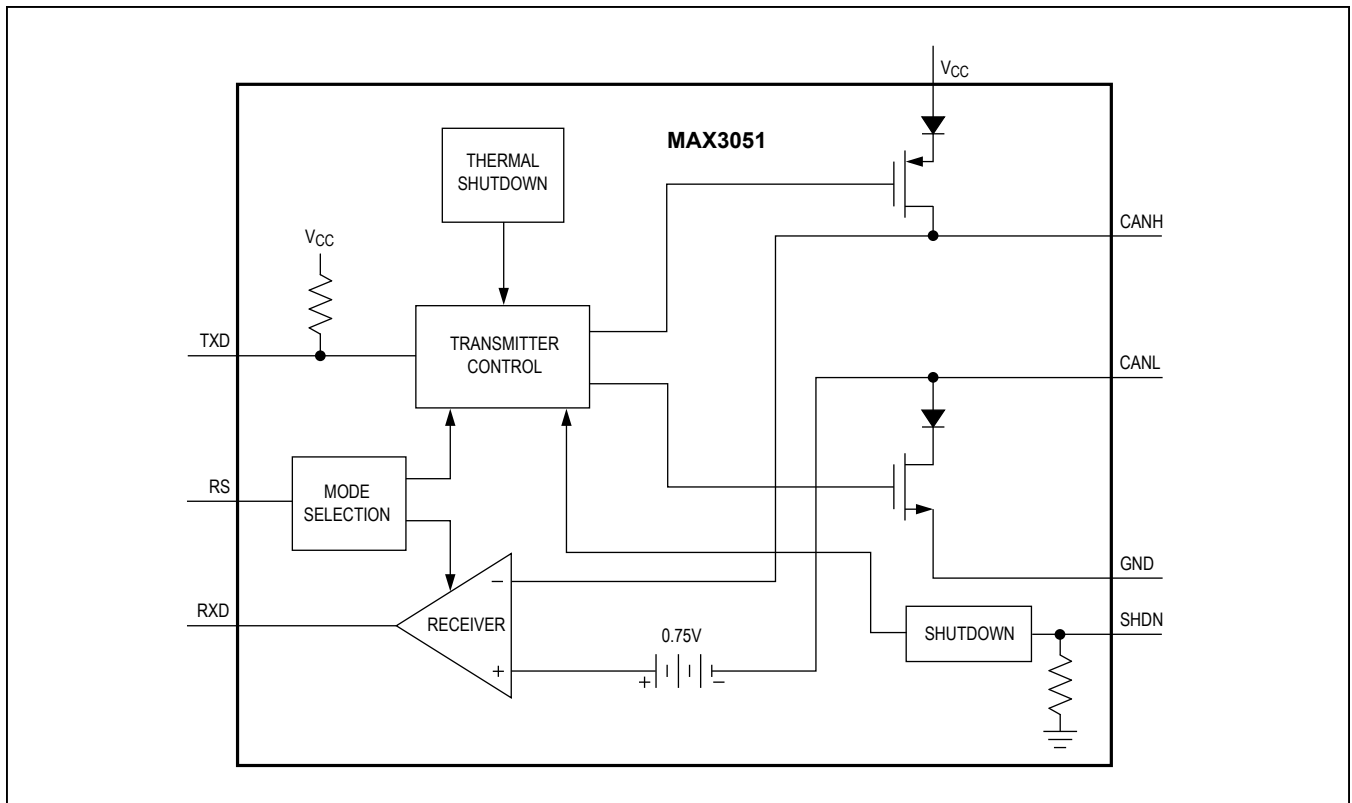 VCC
MAX3051
THERMAL
SHUTDOWN
VCC
CANH
TXD
TRANSMITTER
CONTROL
CANL
RS
MODE
SELECTION
GND
RXD
−
RECEIVER
+
0.75V
+
−
SHUTDOWN
SHDN